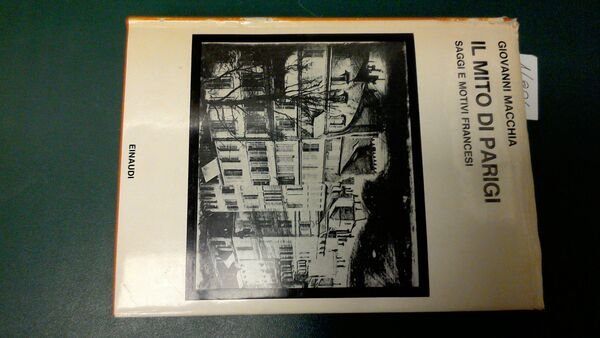 GIOVANNI MACCHIA
IL MITO DI PARIGI
SAGGI E MOTIVI FRANCESI
EINAUDI